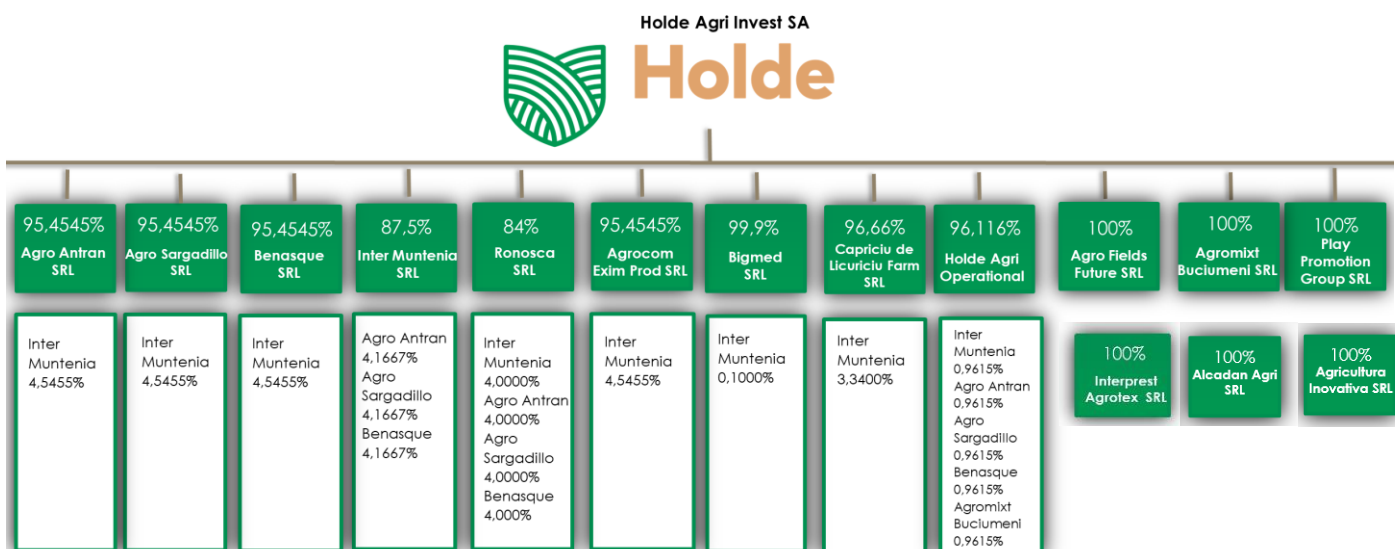 Holde Agri Invest SA
Holde
95,4545%
Agro Antran
SRL
95,4545%
Agro Sargadillo
SRL
95,4545%
Benasque
SRL
87,5%
Inter Muntenia
SRL
84%
Ronosca
SRL
95,4545%
Agrocom
Exim Prod SRL
99,9%
Bigmed
SRL
96,66%
Capriciu de
Licuriciu Farm
SRL
96,116%
Holde Agri
Operational
100%
Agro Fields
Future SRL
100%
Agromixt
Buciumeni SRL
100%
Play
Promotion
Group SRL
Inter
Muntenia
4,5455%
Inter
Muntenia
4,5455%
Inter
Muntenia
4,5455%
Agro Antran
4,1667%
Agro
Sargadillo
4,1667%
Benasque
4,1667%
Inter
Muntenia
4,0000%
Agro Antran
4,0000%
Agro
Sargadillo
4,0000%
Benasque
4,000%
Inter
Muntenia
4,5455%
Inter
Muntenia
0,1000%
Inter
Muntenia
3,3400%
Inter
Muntenia
0,9615%
Agro Antran
0,9615%
Agro
Sargadillo
0,9615%
Benasque
0,9615%
Agromixt
Buciumeni
0,9615%
100%
Interprest
Agrotex SRL
100%
Alcadan Agri
SRL
100%
Agricultura
Inovativa SRL